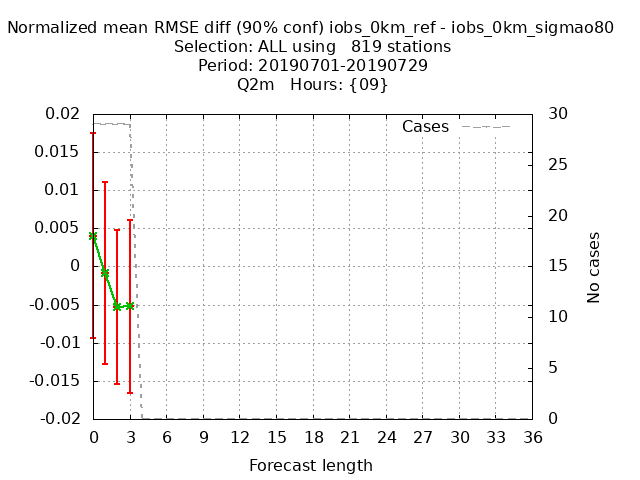 Normalized mean RMSE diff (90% conf) iobs_0km_ref - iobs_0km_sigmao80
Selection: ALL using   819 stations
Period: 20190701-20190729
Q2m   Hours: {09}
Cases
0.02
0.015
0.01
0.005
0
-0.005
-0.01
-0.015
-0.02
30
25
20
15
10
5
0
No cases
0 3 6 9 12 15 18 21 24 27 30 33 36
Forecast length